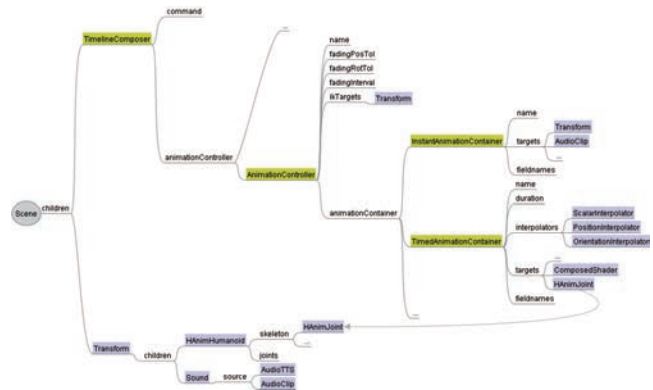 command
TimelineComposer
...
name
fadingPosTol
fadingRotTol
fadingInterval
ikTargets Transform
animationController
AnimationController
name
InstantAnimationContainer
Transform
targets AudioClip
...
fieldnames
animationContainer
name
duration
ScalarInterpolator
interpolators PositionInterpolator
OrientationInterpolator
TimedAnimationContainer
...
targets ComposedShader
HAnimJoint
fieldnames
...
Scene children
HAnimJoint
skeleton
...
HAnimHumanoid
joints
Transform children
AudioTTS
Sound source
AudioClip